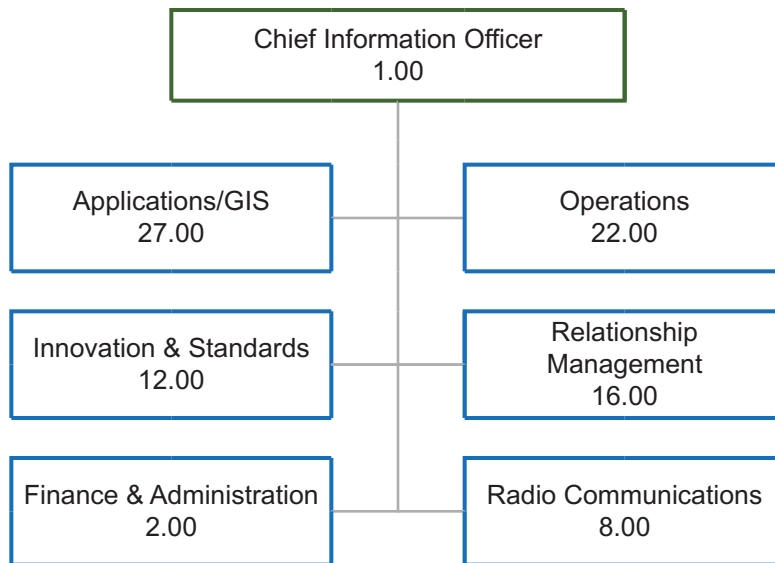 Chief Information Officer
1.00
Applications/GIS
27.00
Operations
22.00
Innovation & Standards
12.00
Relationship
Management
16.00
Finance & Administration
2.00
Radio Communications
8.00